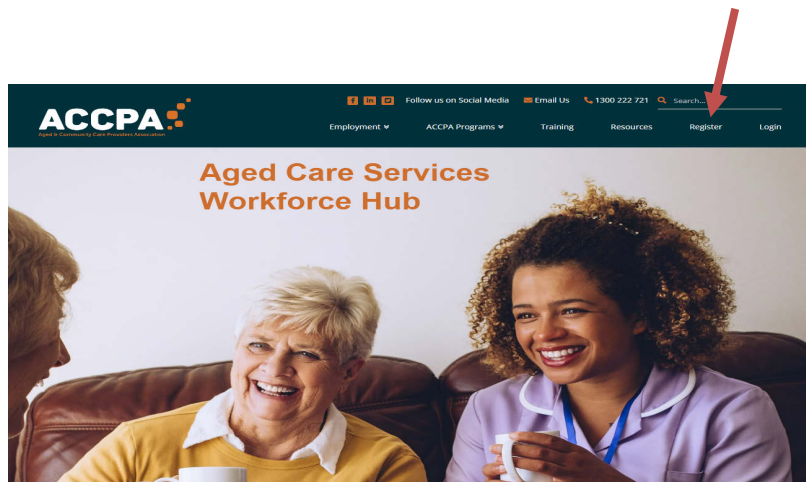 Follow us on Social Media Email Us 1300 222 721 Search...
ACCPA
Aged & Community Care Providers Association
Employment ACCPA Programs Training Resources Register Login
Aged Care Services
Workforce Hub